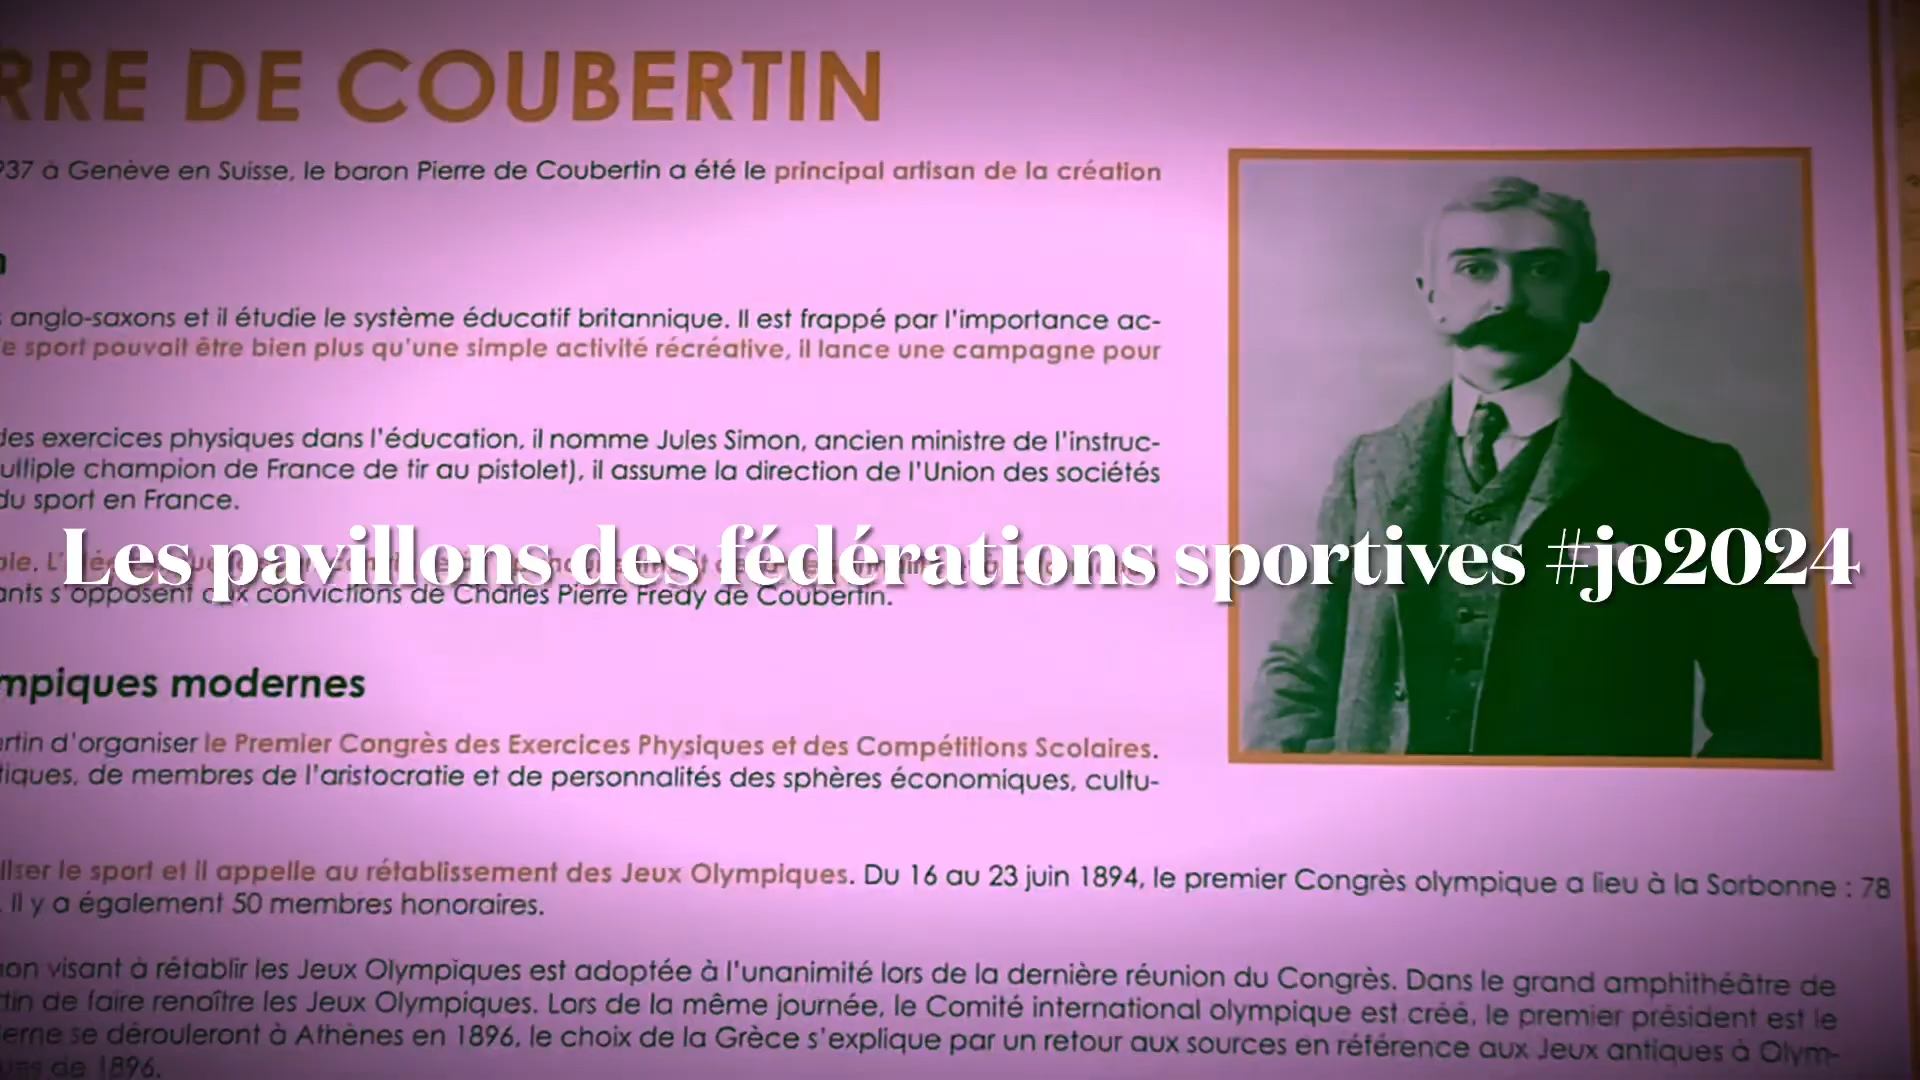 RRE DE COUBERTIN
937 à Genève en Suisse, le baron Pierre de Coubertin a été le principal artisan de la création
anglo-saxons et il étudie le système éducatif britannique. Il est frappé par l'importance ac-
e sport pouvait être bien plus qu'une simple activité récréative, il lance une campagne pour
des exercices physiques dans l'éducation, il nomme Jules Simon, ancien ministre de l'instruc-
ultiple champion de France de tir au pistolet), il assume la direction de l'Union des sociétés
du sport en France.
Les pavillons des fédérations sportives #jo2024
ants s'opposent aux convictions de Charles Pierre Fredy de Coubertin.
mpiques modernes
ertin d'organiser le Premier Congrès des Exercices Physiques et des Compétitions Scolaires.
tiques, de membres de l'aristocratie et de personnalités des sphères économiques, cultu-
liser le sport et il appelle au rétablissement des Jeux Olympiques. Du 16 au 23 juin 1894, le premier Congrès olympique a lieu à la Sorbonne : 78
. Il y a également 50 membres honoraires.
ion visant à rétablir les Jeux Olympiques est adoptée à l'unanimité lors de la dernière réunion du Congrès. Dans le grand amphithéâtre de
tin de faire renoître les Jeux Olympiques. Lors de la même journée, le Comité international olympique est créé, le premier président est le
erne se dérouleront à Athènes en 1896, le choix de la Grèce s'explique par un retour aux sources en référence aux Jeux antiques à Olym-
de 1896.